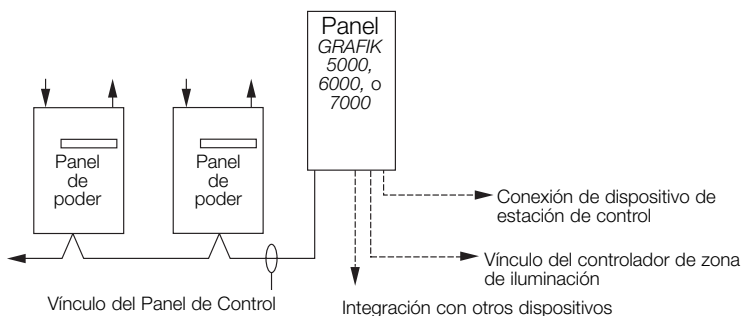 Panel
GRAFIK
5000,
6000, o
7000
Panel
de
poder
Panel
de
poder
Conexión de dispositivo de
estación de control
Vínculo del controlador de zona
de iluminación
Vínculo del Panel de Control
Integración con otros dispositivos